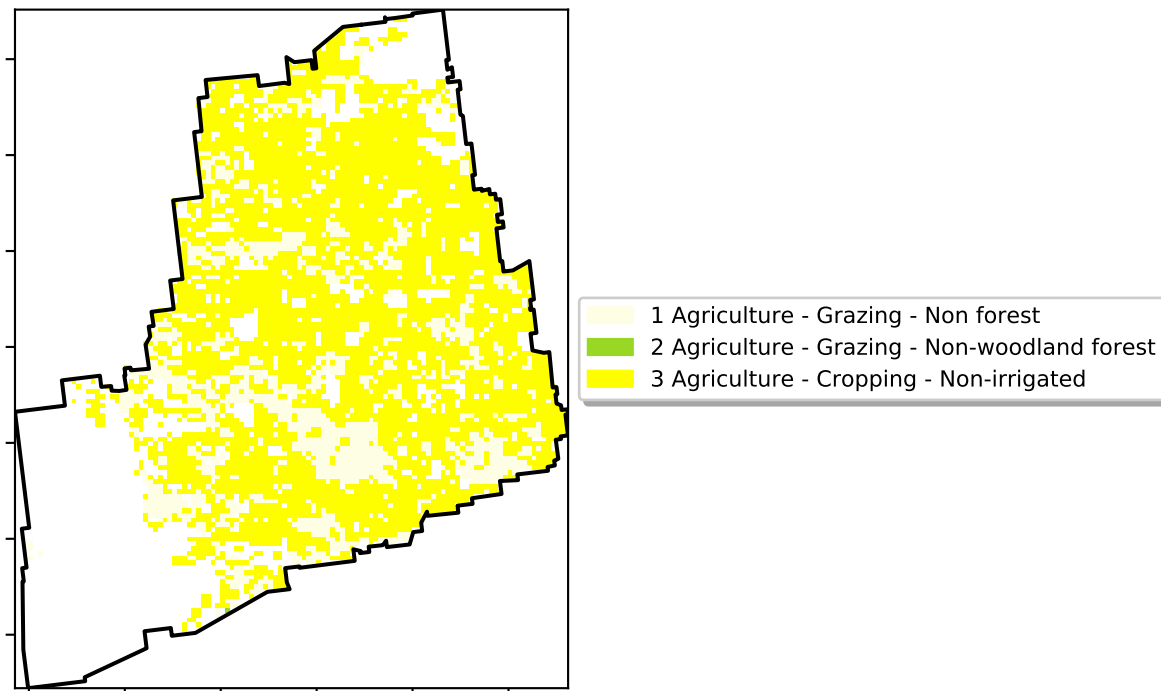 1 Agriculture - Grazing - Non forest
2 Agriculture - Grazing - Non-woodland forest
3 Agriculture - Cropping - Non-irrigated